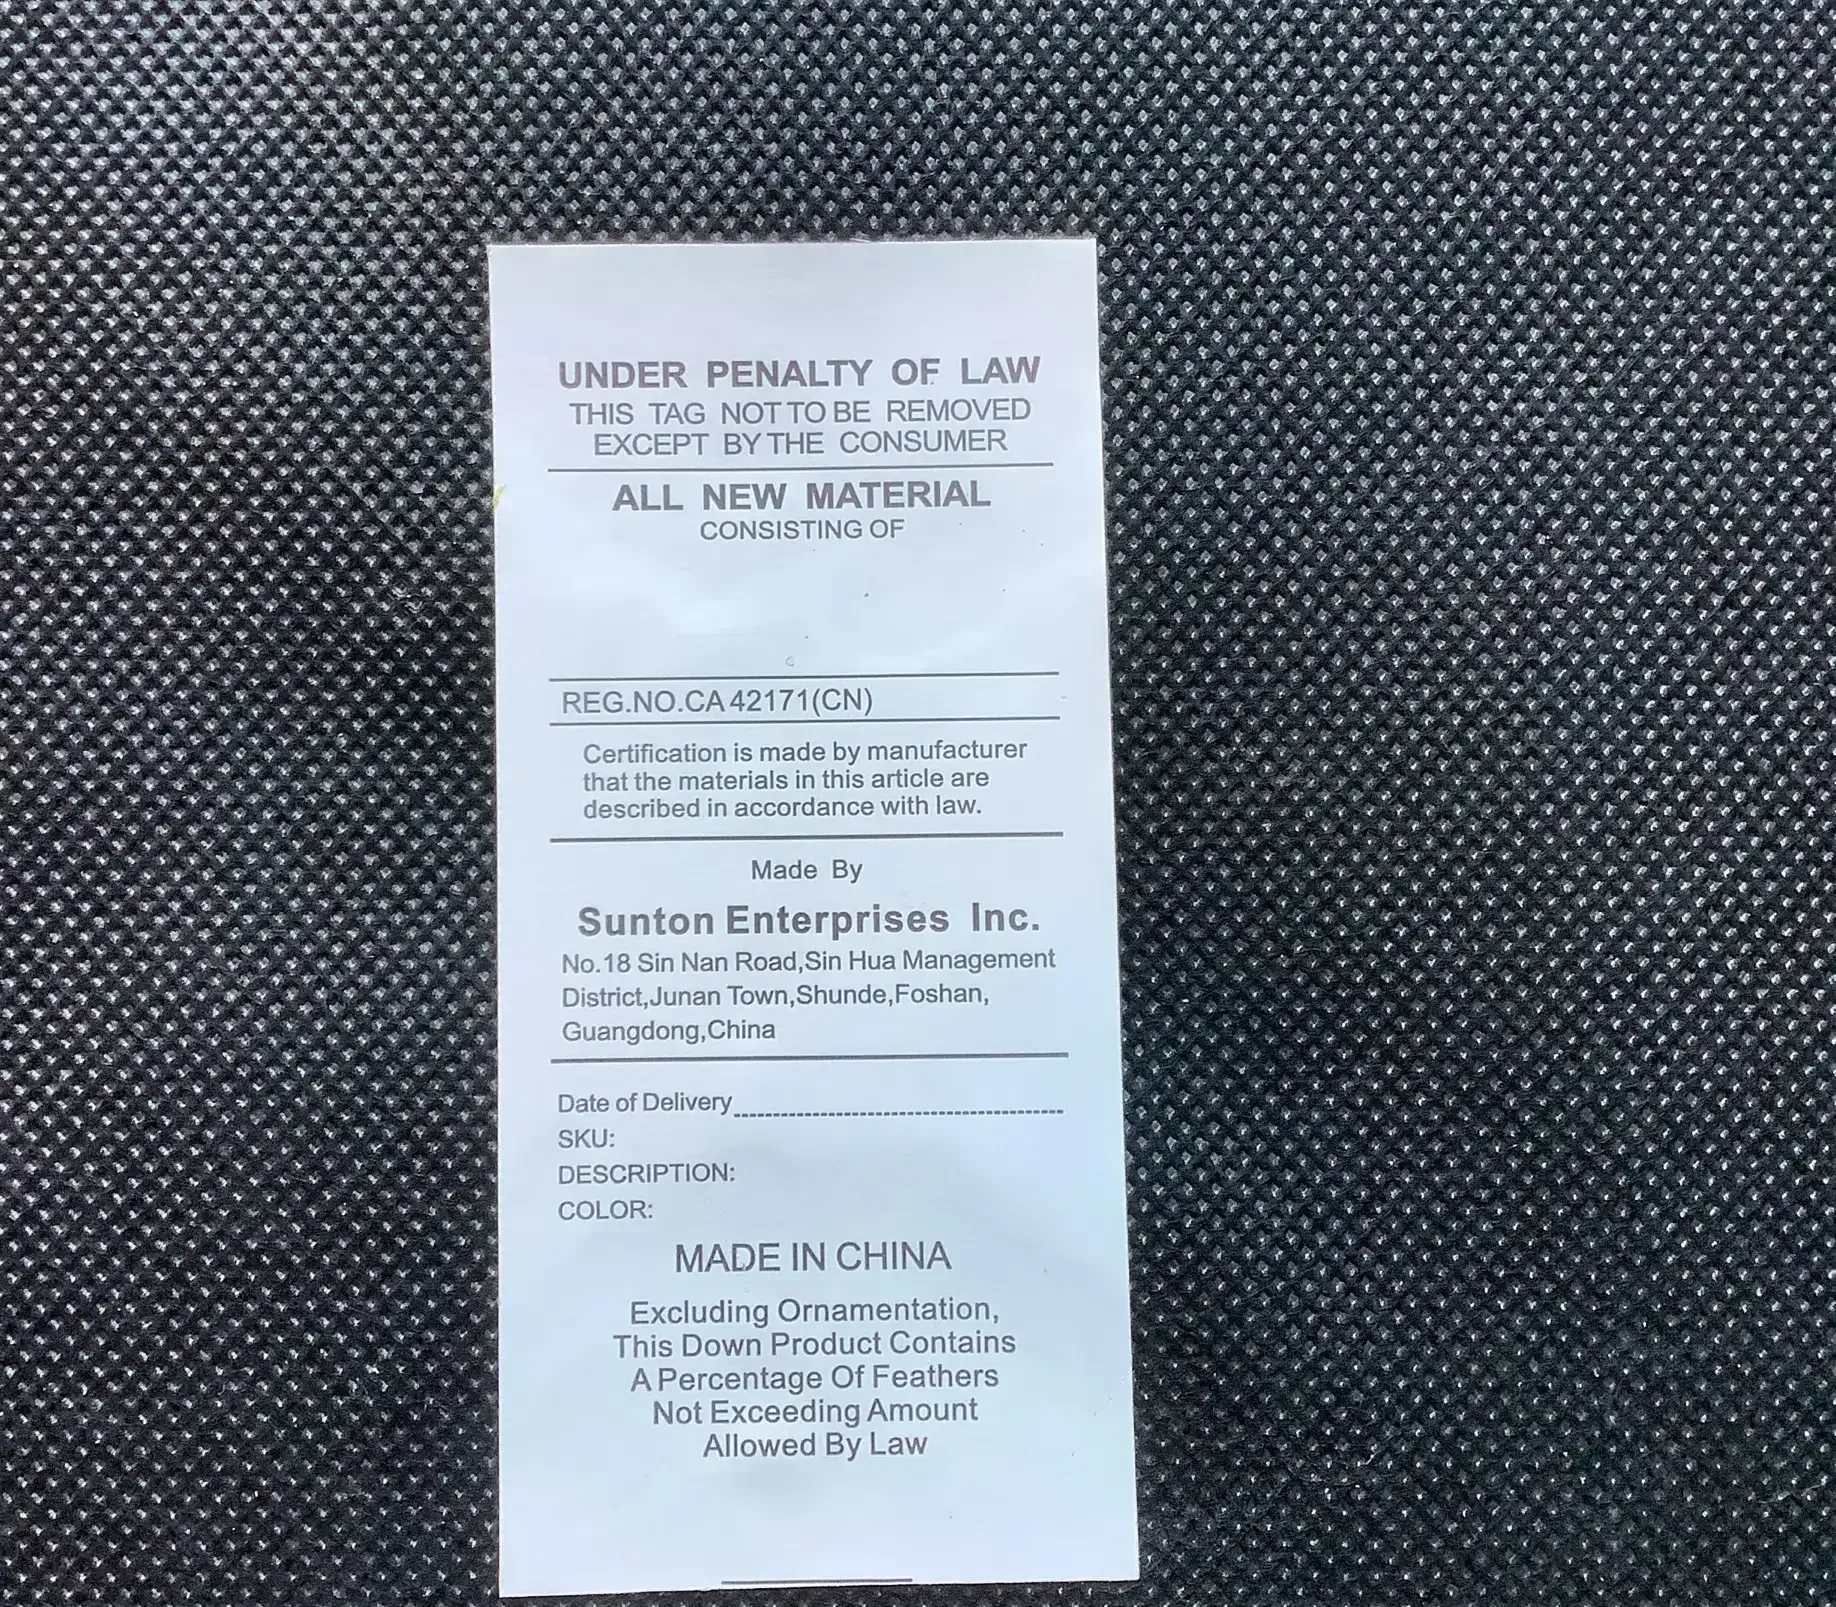 UNDER PENALTY OF LAW
THIS TAG NOT TO BE REMOVED
EXCEPT BY THE CONSUMER
ALL NEW MATERIAL
CONSISTING OF
REG.NO.CA 42171(CN)
Certification is made by manufacturer
that the materials in this article are
described in accordance with law.
Made By
Sunton Enterprises Inc.
No.18 Sin Nan Road,Sin Hua Management
District,Junan Town,Shunde,Foshan,
Guangdong,China
Date of Delivery
SKU:
DESCRIPTION:
COLOR:
MADE IN CHINA
Excluding Ornamentation,
This Down Product Contains
A Percentage Of Feathers
Not Exceeding Amount
Allowed By Law